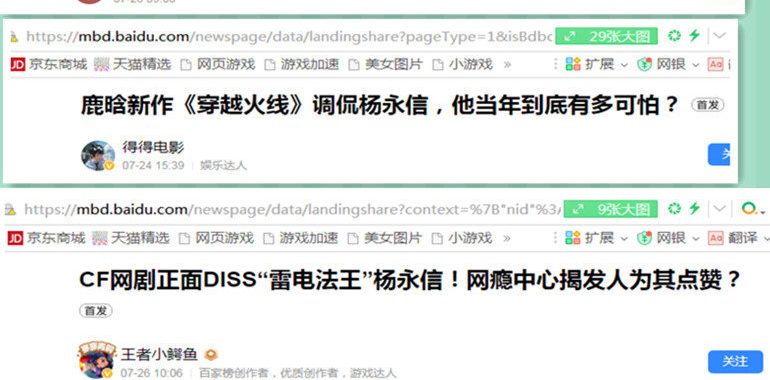 https://mbd.baidu.com/newspage/data/landingshare?pageType=1&isBdbc 29张大图
京东商城 天猫精选 网页游戏 游戏加速 美女图片 小游戏 » 扩展 网银 Aa
鹿晗新作《穿越火线》调侃杨永信，他当年到底有多可怕？ 首发
得得电影
07-24 15:39 娱乐达人
https://mbd.baidu.com/newspage/data/landingshare?context=%7B"nid"%3A 9张大图
京东商城 天猫精选 网页游戏 游戏加速 美女图片 小游戏 » 扩展 网银 Aa 翻译
CF网剧正面DISS“雷电法王”杨永信！网瘾中心揭发人为其点赞？
首发
王者小鳄鱼
07-26 10:06 百家榜创作者，优质创作者，游戏达人
关注